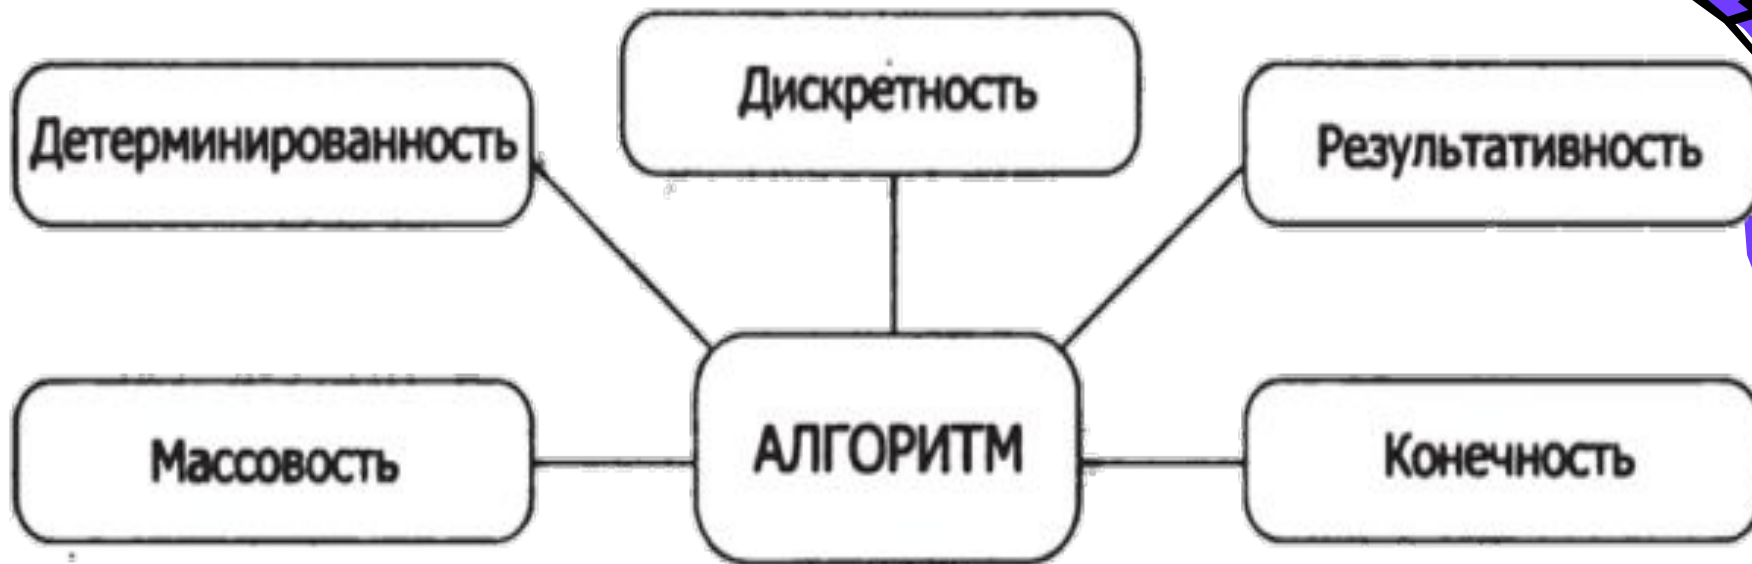 Дискретность
Детерминированность
Результативность
Массовость
АЛГОРИТМ
Конечность